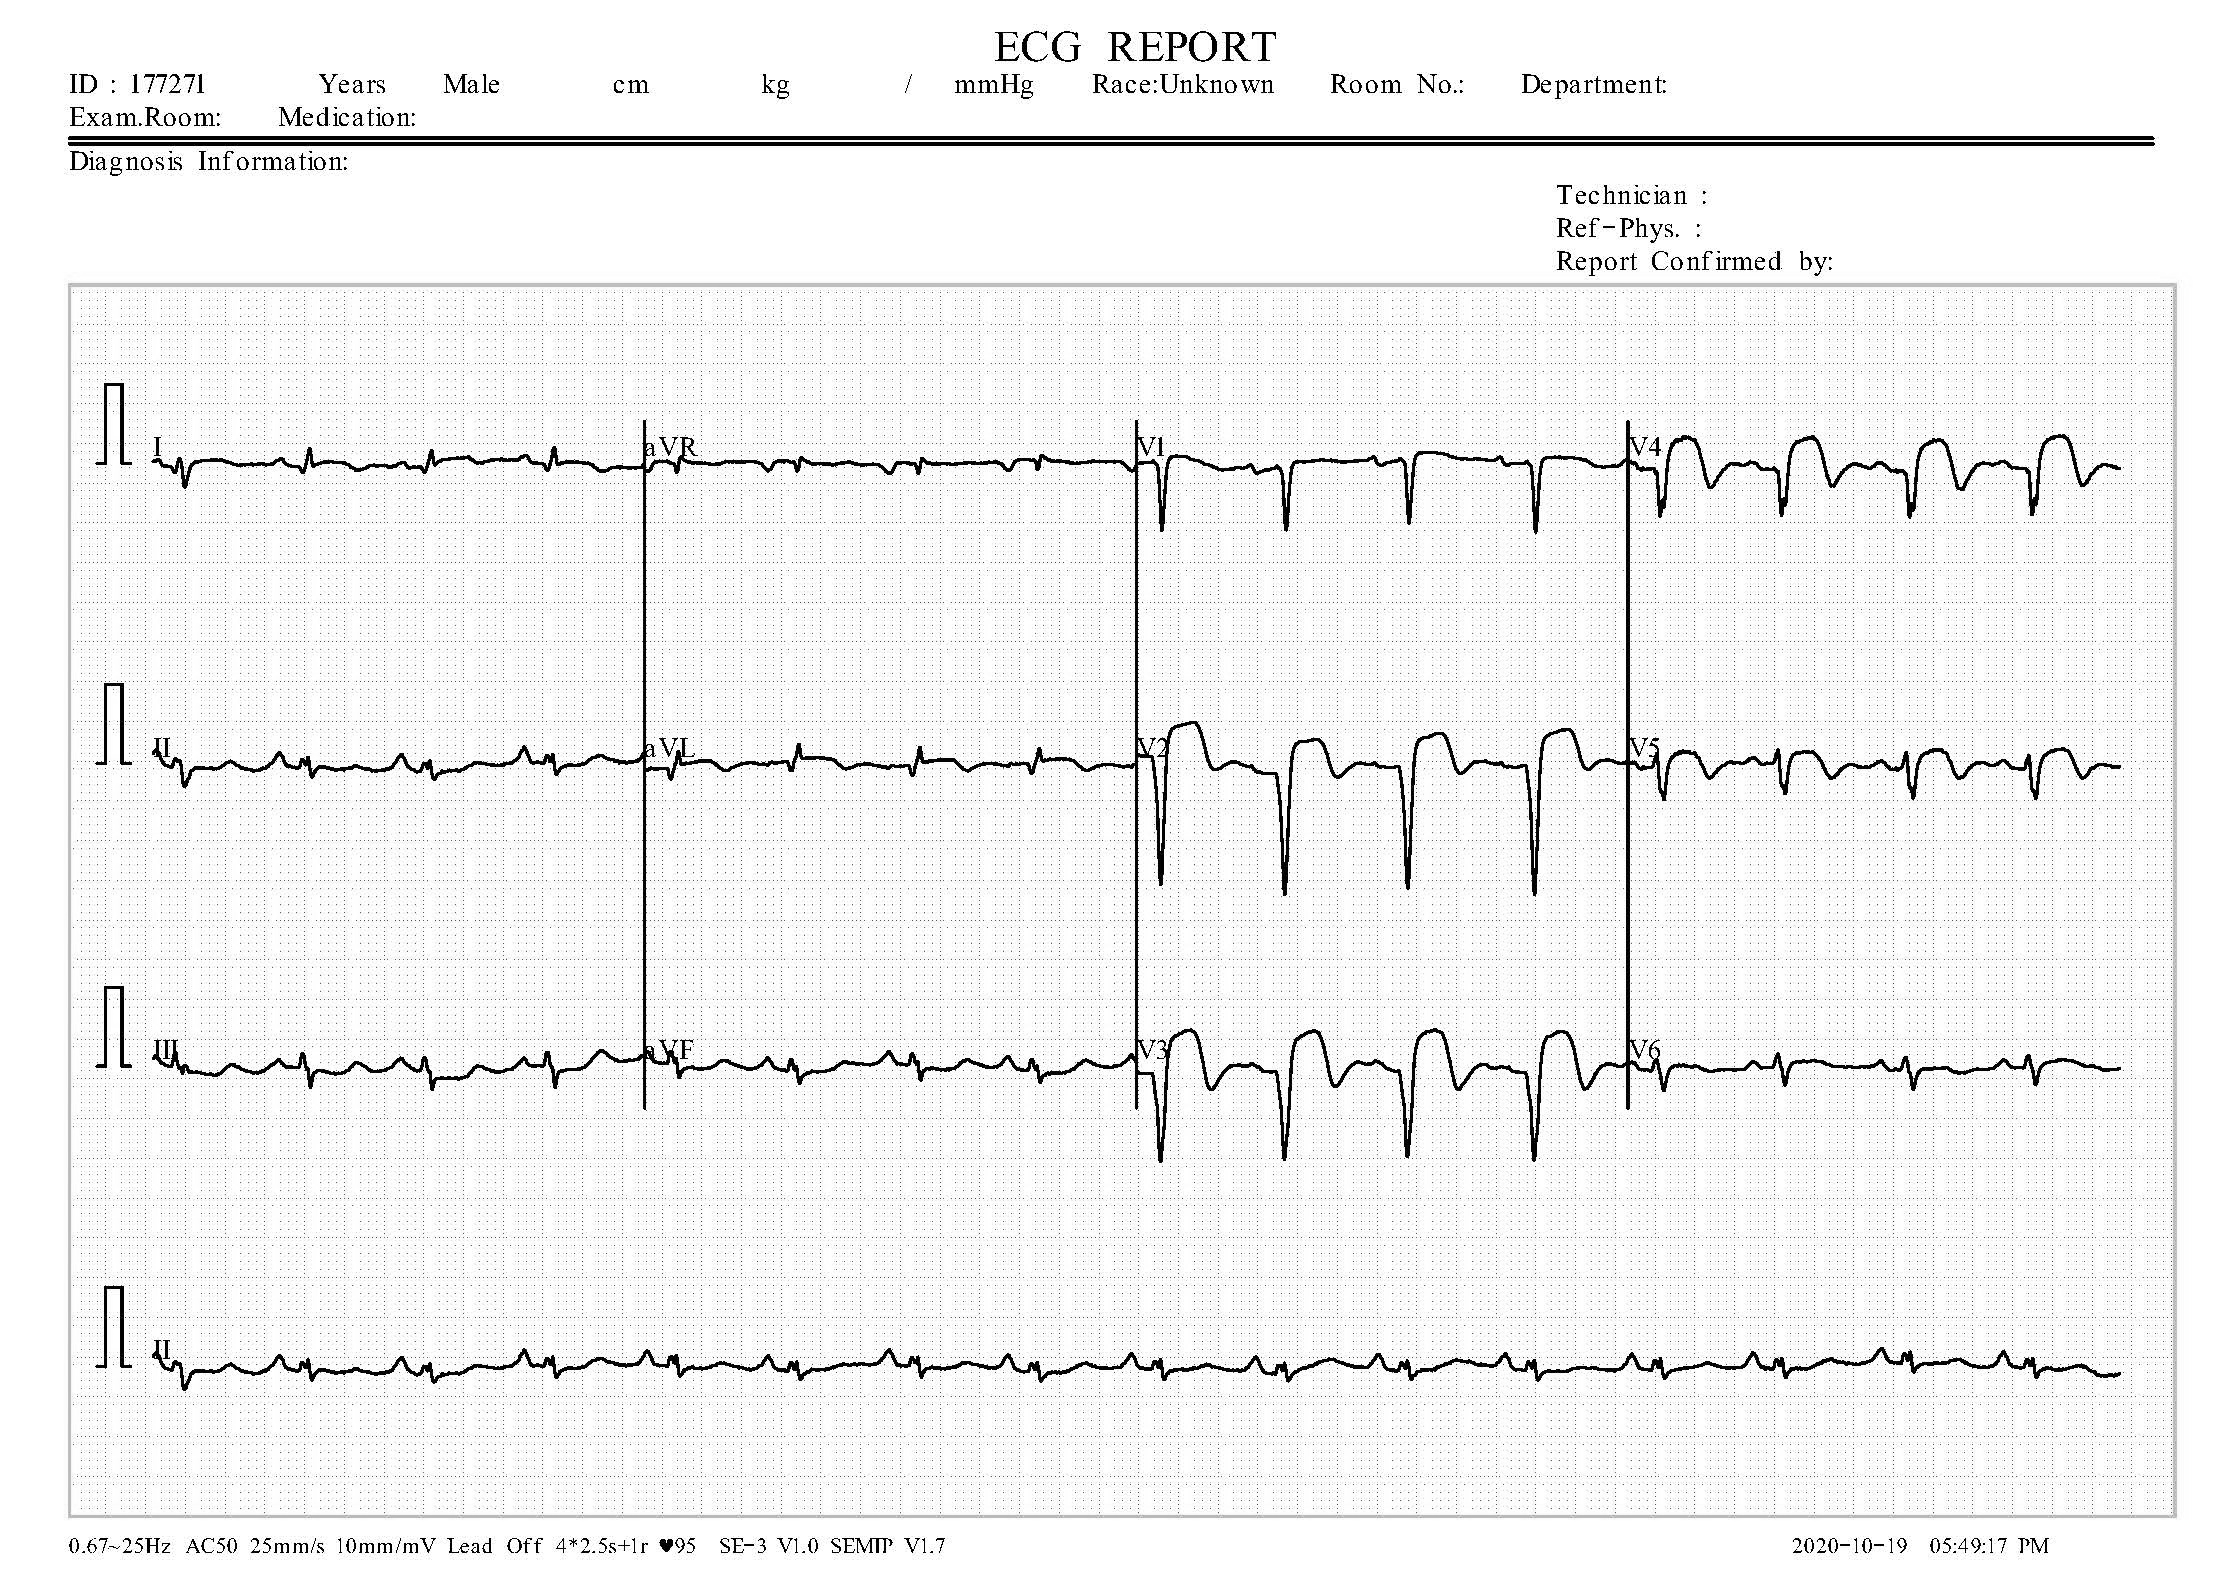 ECG REPORT
ID : 177271 Years Male cm kg / mmHg Race:Unknown Room No.: Department:
Exam.Room: Medication:
Diagnosis Information:
Technician :
Ref-Phys. :
Report Confirmed by:
I aVR V1 V4
II aVL V2 V5
III aVF V3 V6
II
0.67~25Hz AC50 25mm/s 10mm/mV Lead Off 4*2.5s+1r ♥95 SE-3 V1.0 SEMIP V1.7 2020-10-19 05:49:17 PM